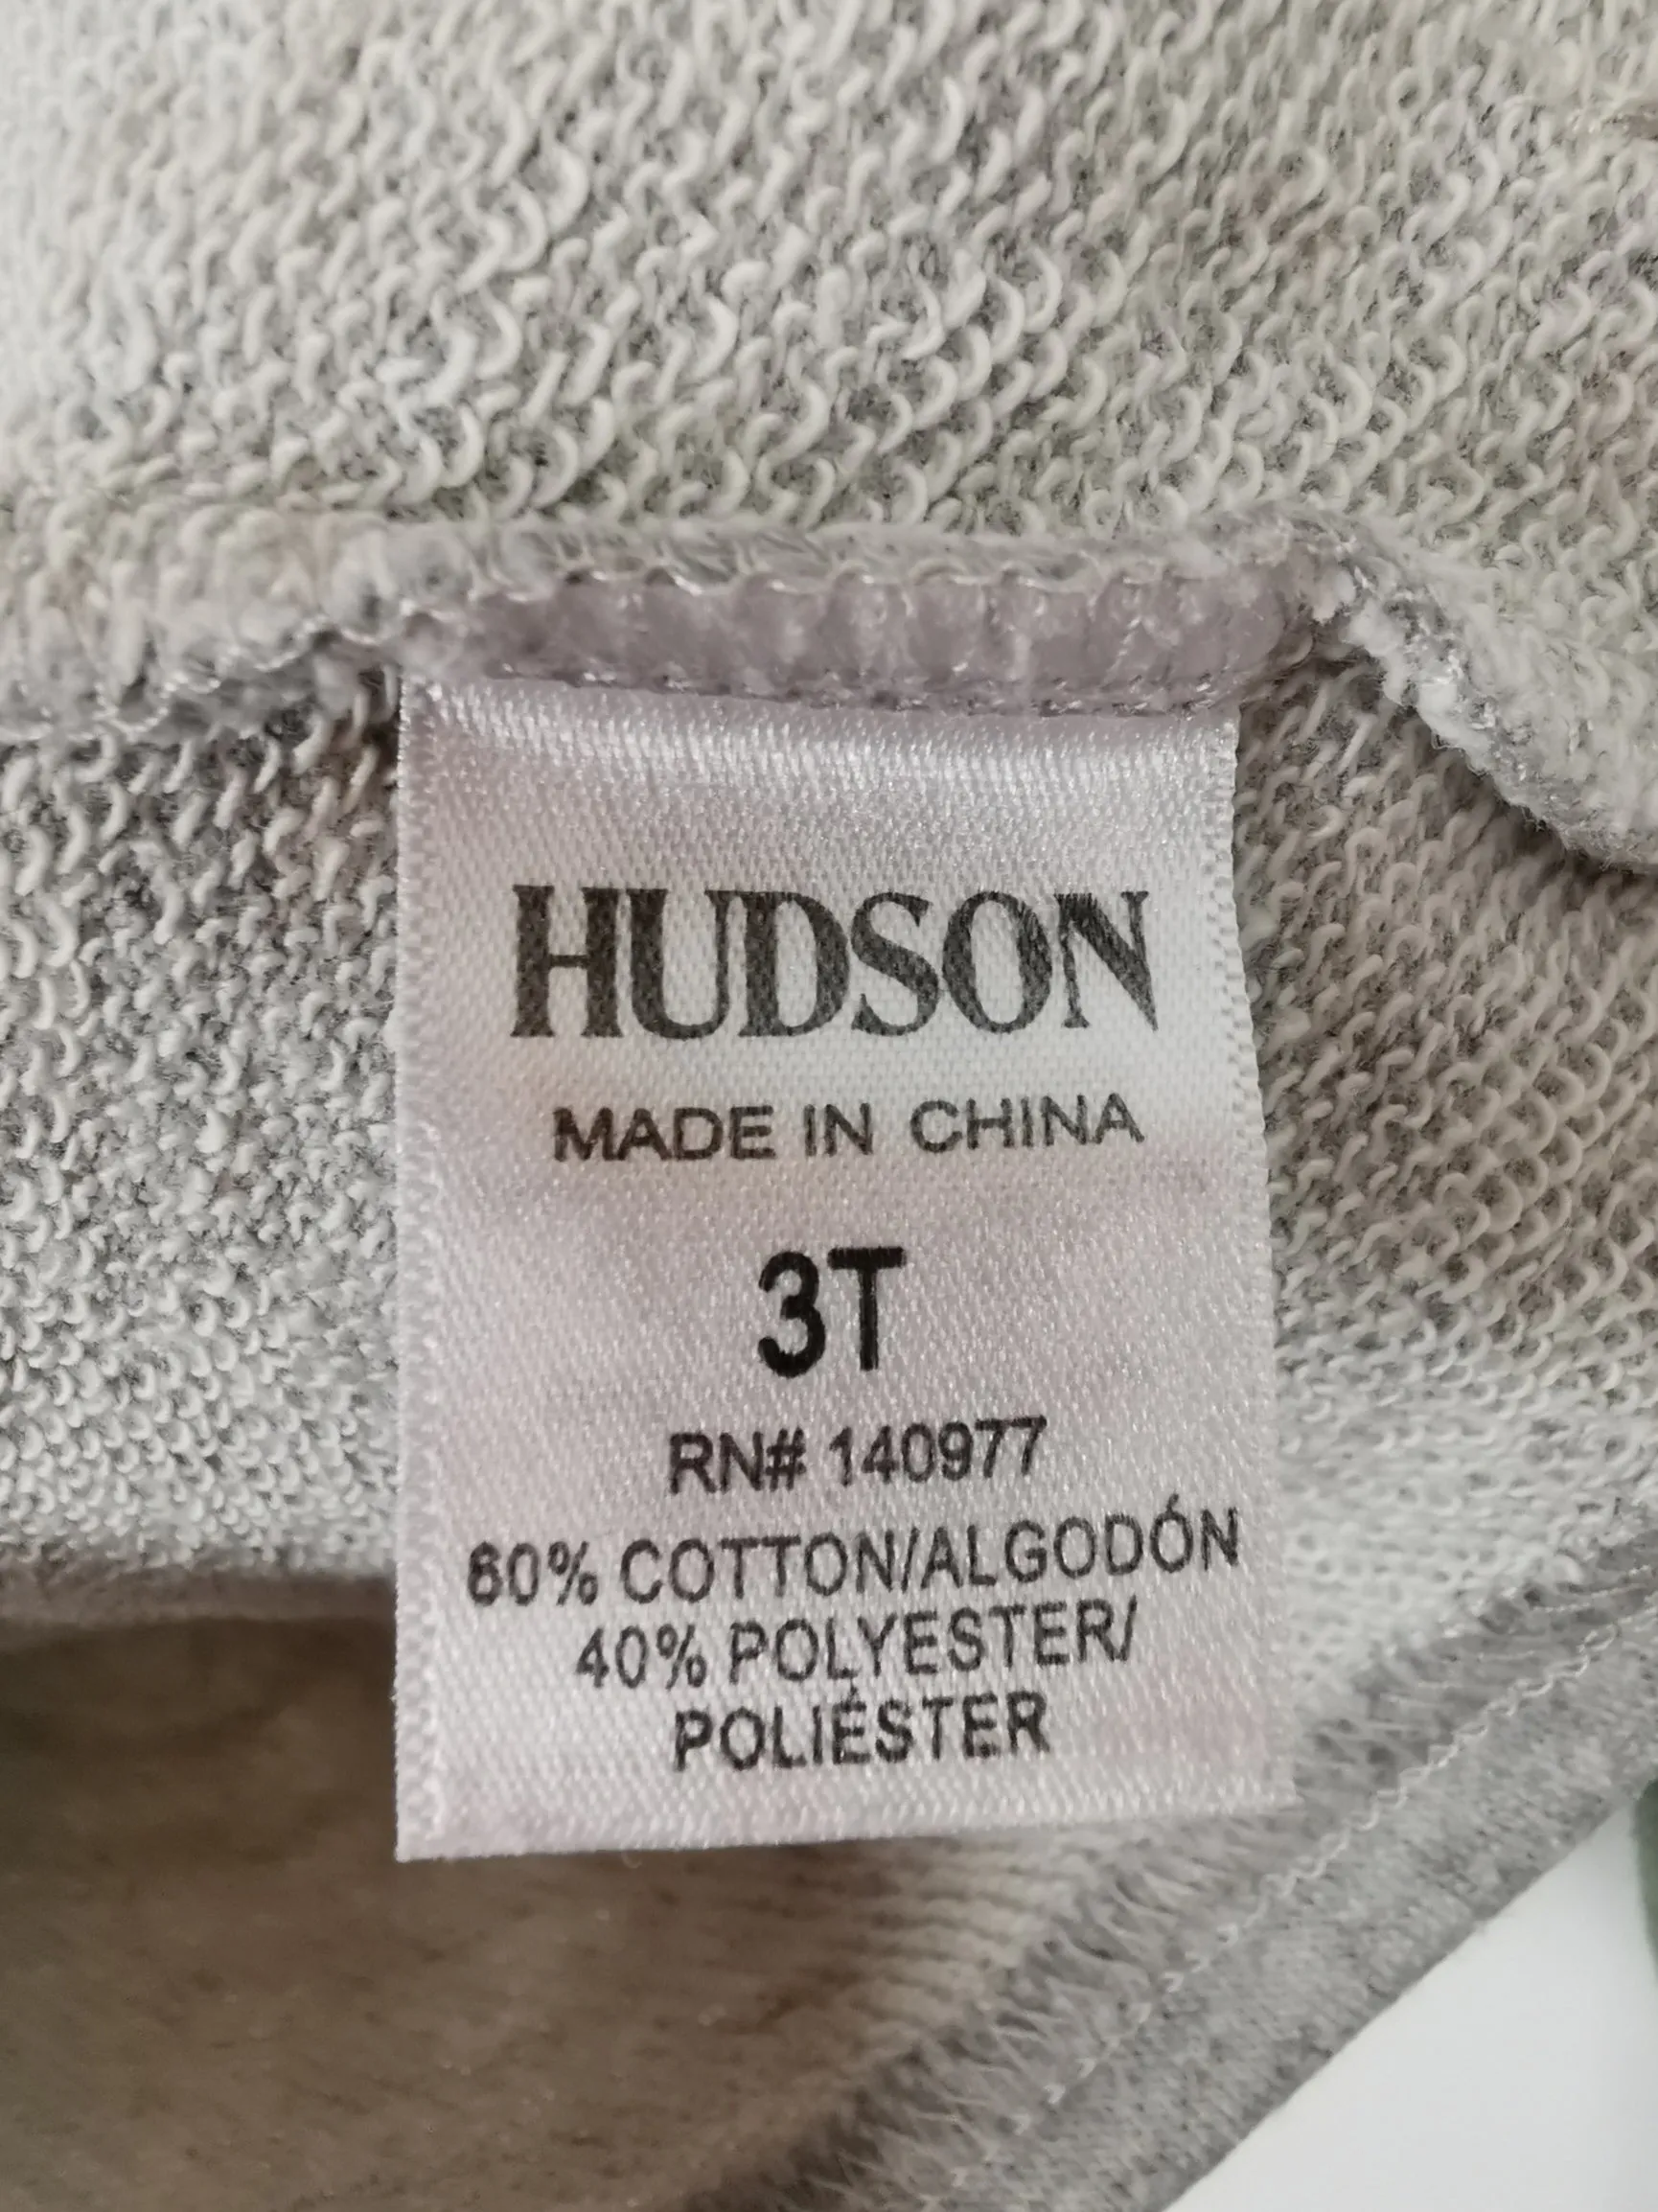 HUDSON
MADE IN CHINA
3T
RN# 140977
60% COTTON/ALGODÓN
40% POLYESTER/
POLIÉSTER